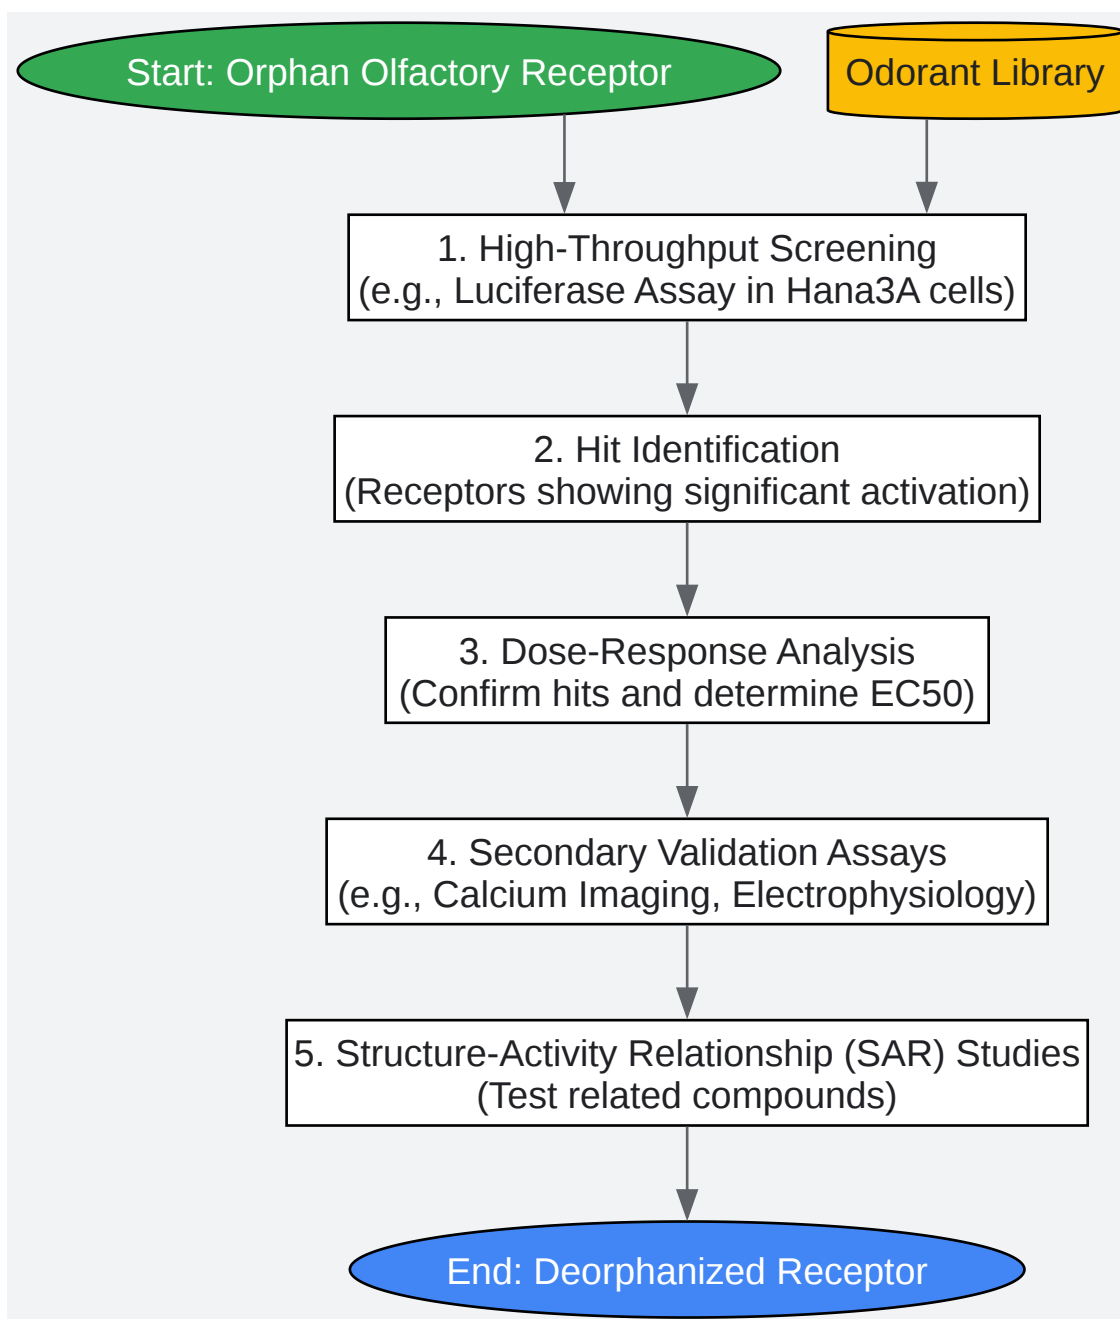 Start: Orphan Olfactory Receptor
Odorant Library
1. High-Throughput Screening
(e.g., Luciferase Assay in Hana3A cells)
2. Hit Identification
(Receptors showing significant activation)
3. Dose-Response Analysis
(Confirm hits and determine EC50)
4. Secondary Validation Assays
(e.g., Calcium Imaging, Electrophysiology)
5. Structure-Activity Relationship (SAR) Studies
(Test related compounds)
End: Deorphanized Receptor